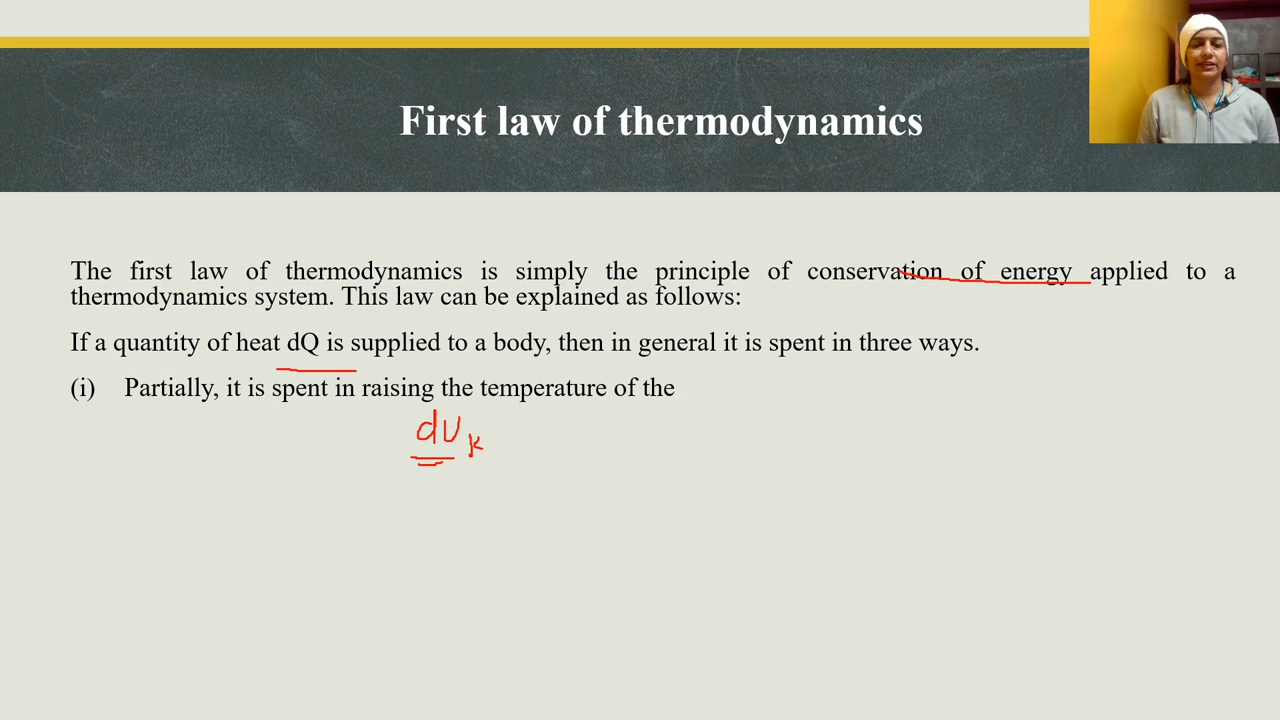 First law of thermodynamics
The first law of thermodynamics is simply the principle of conservation of energy applied to a
thermodynamics system. This law can be explained as follows:
If a quantity of heat dQ is supplied to a body, then in general it is spent in three ways.
(i) Partially, it is spent in raising the temperature of the
dU_k